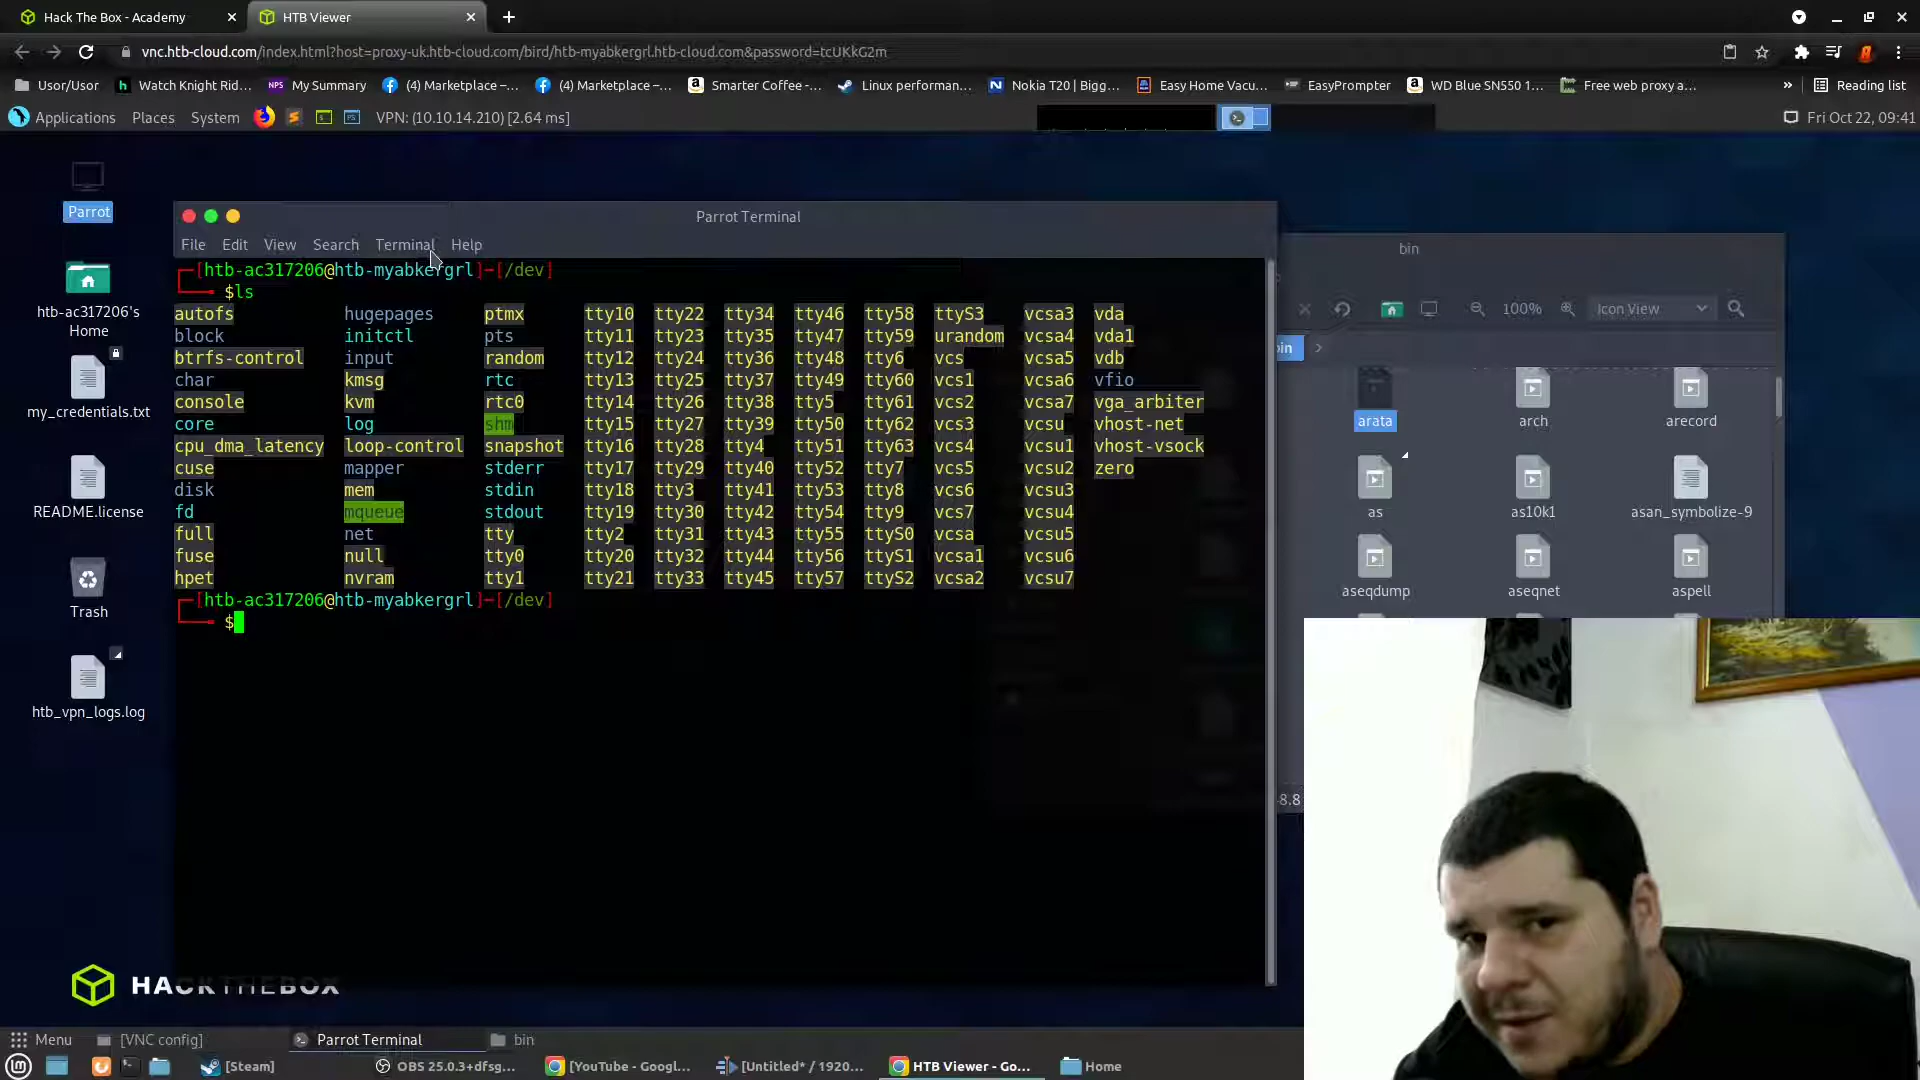 Hack The Box - Academy
HTB Viewer
vnc.htb-cloud.com/index.html?host=proxy-uk.htb-cloud.com/bird/htb-myabkergrl.htb-cloud.com&password=tcUKkG2m
Usor/Usor
Watch Knight Rid...
NPS My Summary
(4) Marketplace –...
(4) Marketplace –...
Smarter Coffee -...
Linux performan...
Nokia T20 | Bigg...
Easy Home Vacu...
EasyPrompter
WD Blue SN550 1...
Free web proxy a...
» Reading list
Applications Places System VPN: (10.10.14.210) [2.64 ms] Fri Oct 22, 09:41
Parrot
htb-ac317206's
Home
my_credentials.txt
README.license
Trash
htb_vpn_logs.log
HACKTHEBOX
Parrot Terminal
File Edit View Search Terminal Help
[htb-ac317206@htb-myabkergrl]-[/dev]
$ls
autofs hugepages ptmx tty10 tty22 tty34 tty46 tty58 ttyS3 vcsa3 vda
block initctl pts tty11 tty23 tty35 tty47 tty59 urandom vcsa4 vda1
btrfs-control input random tty12 tty24 tty36 tty48 tty6 vcs vcsa5 vdb
char kmsg rtc tty13 tty25 tty37 tty49 tty60 vcs1 vcsa6 vfio
console kvm rtc0 tty14 tty26 tty38 tty5 tty61 vcs2 vcsa7 vga_arbiter
core log shm tty15 tty27 tty39 tty50 tty62 vcs3 vcsu vhost-net
cpu_dma_latency loop-control snapshot tty16 tty28 tty4 tty51 tty63 vcs4 vcsu1 vhost-vsock
cuse mapper stderr tty17 tty29 tty40 tty52 tty7 vcs5 vcsu2 zero
disk mem stdin tty18 tty3 tty41 tty53 tty8 vcs6 vcsu3
fd mqueue stdout tty19 tty30 tty42 tty54 tty9 vcs7 vcsu4
full net tty tty2 tty31 tty43 tty55 ttyS0 vcsa vcsu5
fuse null tty0 tty20 tty32 tty44 tty56 ttyS1 vcsa1 vcsu6
hpet nvram tty1 tty21 tty33 tty45 tty57 ttyS2 vcsa2 vcsu7
[htb-ac317206@htb-myabkergrl]-[/dev]
$
bin
100% Icon View
bin
arata arch arecord
as as10k1 asan_symbolize-9
aseqdump aseqnet aspell
8.8
Menu [VNC config] Parrot Terminal bin
[Steam] OBS 25.0.3+dfsg... [YouTube - Googl... [Untitled* / 1920... HTB Viewer - Go... Home